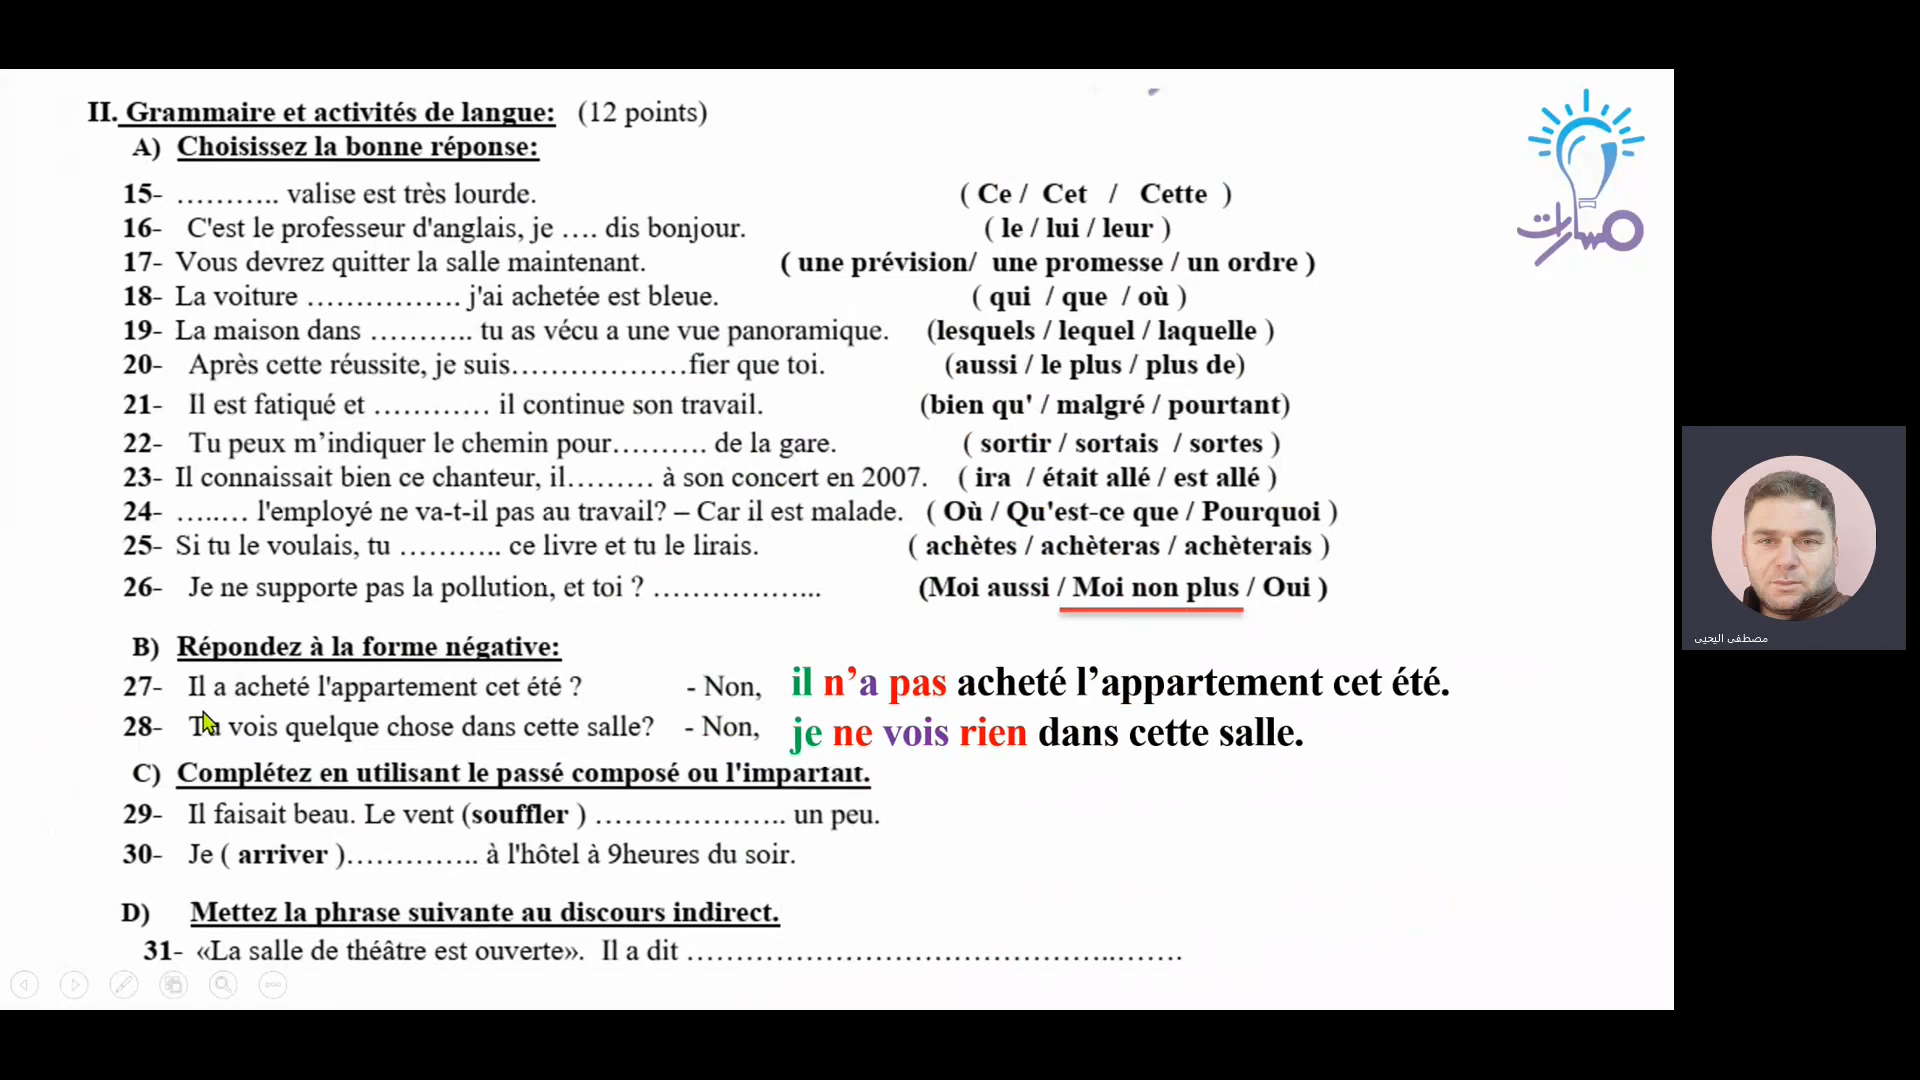 II. Grammaire et activités de langue: (12 points)
A) Choisissez la bonne réponse:
15- ……….. valise est très lourde. ( Ce / Cet / Cette )
16- C'est le professeur d'anglais, je …. dis bonjour. ( le / lui / leur )
17- Vous devrez quitter la salle maintenant. ( une prévision/ une promesse / un ordre )
18- La voiture ……………. j'ai achetée est bleue. ( qui / que / où )
19- La maison dans ……….. tu as vécu a une vue panoramique. (lesquels / lequel / laquelle )
20- Après cette réussite, je suis………………fier que toi. (aussi / le plus / plus de)
21- Il est fatiqué et ………… il continue son travail. (bien qu' / malgré / pourtant)
22- Tu peux m’indiquer le chemin pour………. de la gare. ( sortir / sortais / sortes )
23- Il connaissait bien ce chanteur, il……… à son concert en 2007. ( ira / était allé / est allé )
24- …..… l'employé ne va-t-il pas au travail? – Car il est malade. ( Où / Qu'est-ce que / Pourquoi )
25- Si tu le voulais, tu ……….. ce livre et tu le lirais. ( achètes / achèteras / achèterais )
26- Je ne supporte pas la pollution, et toi ? ……………... (Moi aussi / Moi non plus / Oui )
B) Répondez à la forme négative:
27- Il a acheté l'appartement cet été ? - Non, il n’a pas acheté l’appartement cet été.
28- Tu vois quelque chose dans cette salle? - Non, je ne vois rien dans cette salle.
C) Complétez en utilisant le passé composé ou l'imparfait.
29- Il faisait beau. Le vent (souffler ) ……………….. un peu.
30- Je ( arriver )………….. à l'hôtel à 9heures du soir.
D) Mettez la phrase suivante au discours indirect.
31- «La salle de théâtre est ouverte». Il a dit ……………………………………..…….
مسارات
مصطفى اليحيى